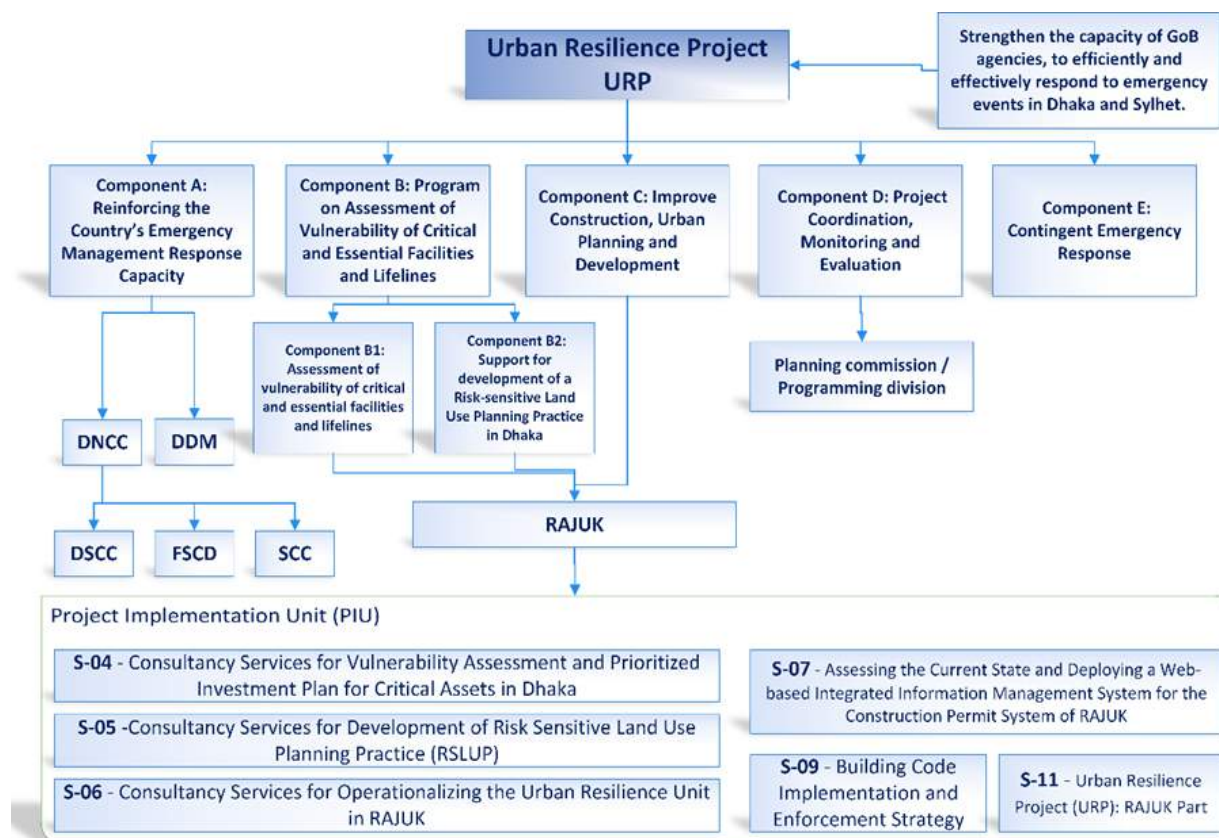 Urban Resilience Project
URP
Strengthen the capacity of GoB
agencies, to efficiently and
effectively respond to emergency
events in Dhaka and Sylhet.
Component A:
Reinforcing the
Country's Emergency
Management Response
Capacity
Component B: Program
on Assessment of
Vulnerability of Critical
and Essential Facilities
and Lifelines
Component C: Improve
Construction, Urban
Planning and
Development
Component D: Project
Coordination,
Monitoring and
Evaluation
Component E:
Contingent Emergency
Response
Component B1:
Assessment of
vulnerability of critical
and essential facilities
and lifelines
Component B2:
Support for
development of a
Risk-sensitive Land
Use Planning Practice
in Dhaka
Planning commission /
Programming division
DNCC
DDM
DSCC
FSCD
SCC
RAJUK
Project Implementation Unit (PIU)
S-04 - Consultancy Services for Vulnerability Assessment and Prioritized
Investment Plan for Critical Assets in Dhaka
S-05 -Consultancy Services for Development of Risk Sensitive Land Use
Planning Practice (RSLUP)
S-06 - Consultancy Services for Operationalizing the Urban Resilience Unit
in RAJUK
S-07 - Assessing the Current State and Deploying a Web-
based Integrated Information Management System for the
Construction Permit System of RAJUK
S-09 - Building Code
Implementation and
Enforcement Strategy
S-11 - Urban Resilience
Project (URP): RAJUK Part